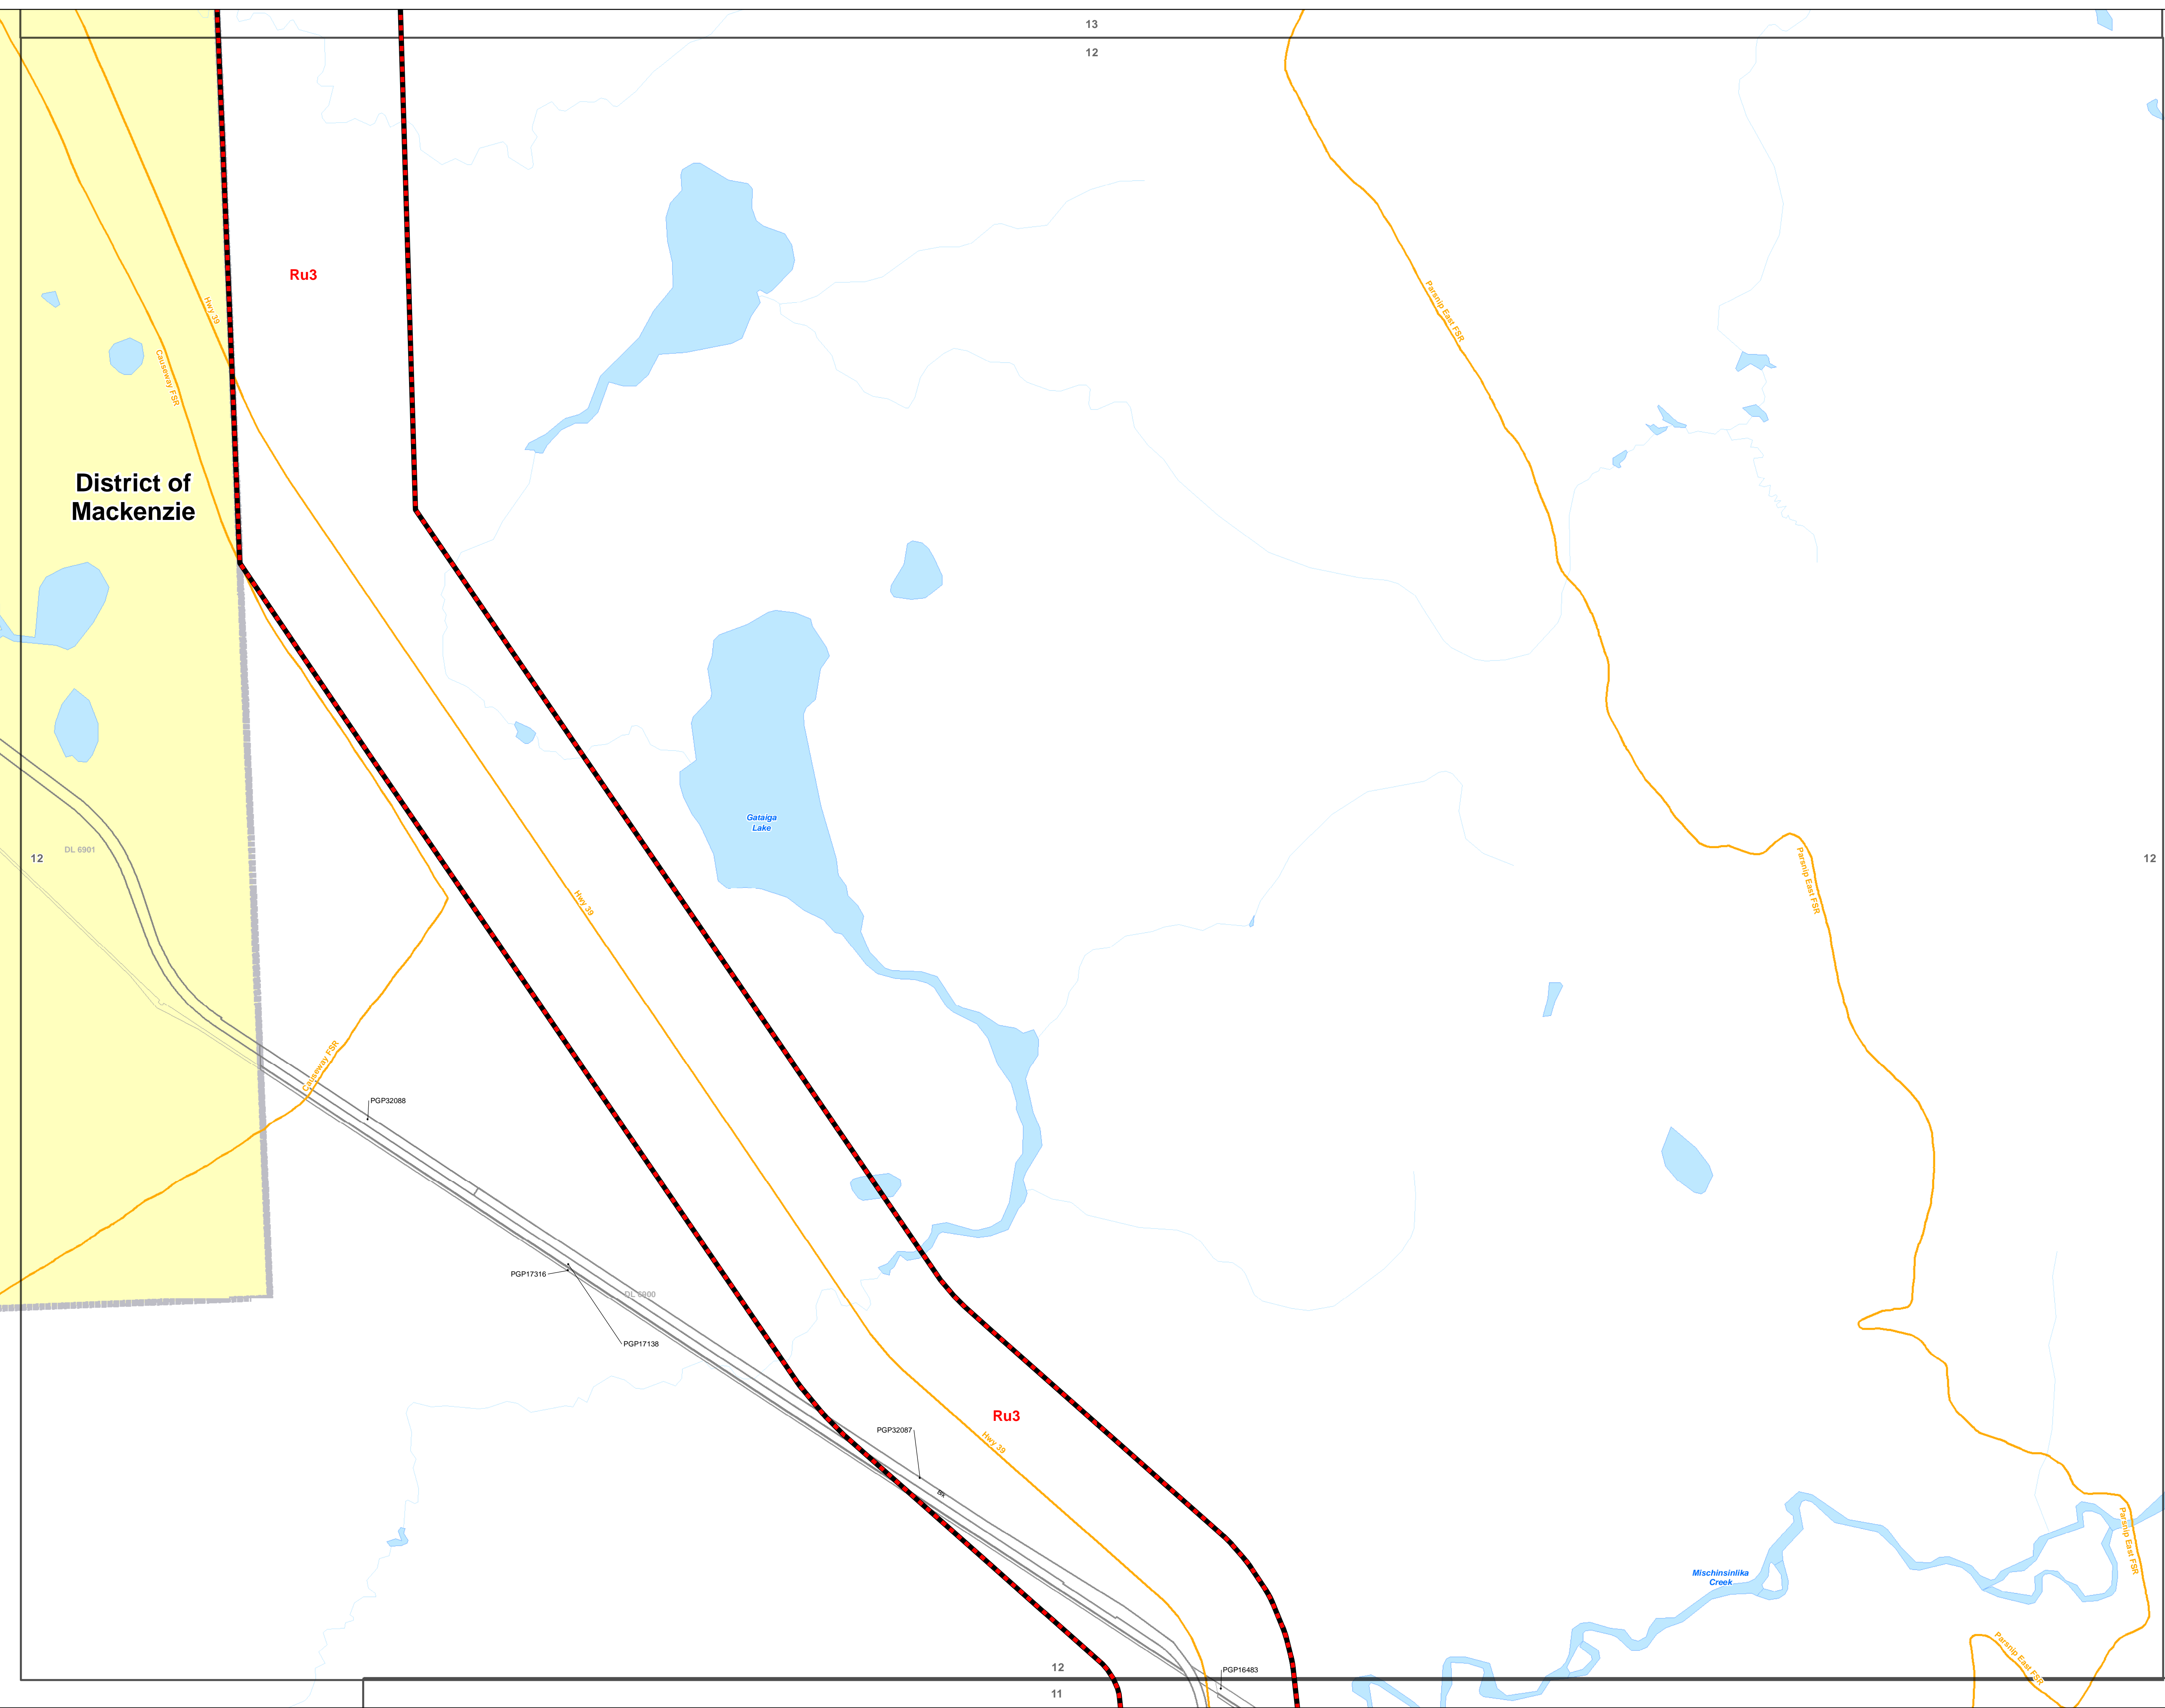 13
12
Ru3
Parsnip East FSR
Hwy 39
Causeway FSR
District of
Mackenzie
Gataiga
Lake
12
DL 6901
12
Hwy 39
Parsnip East FSR
Causeway FSR
PGP32088
PGP17316
DL 6900
PGP17138
Ru3
PGP32087
Hwy 39
Parsnip East FSR
Mischinsinlika
Creek
Parsnip East FSR
12
PGP16483
11